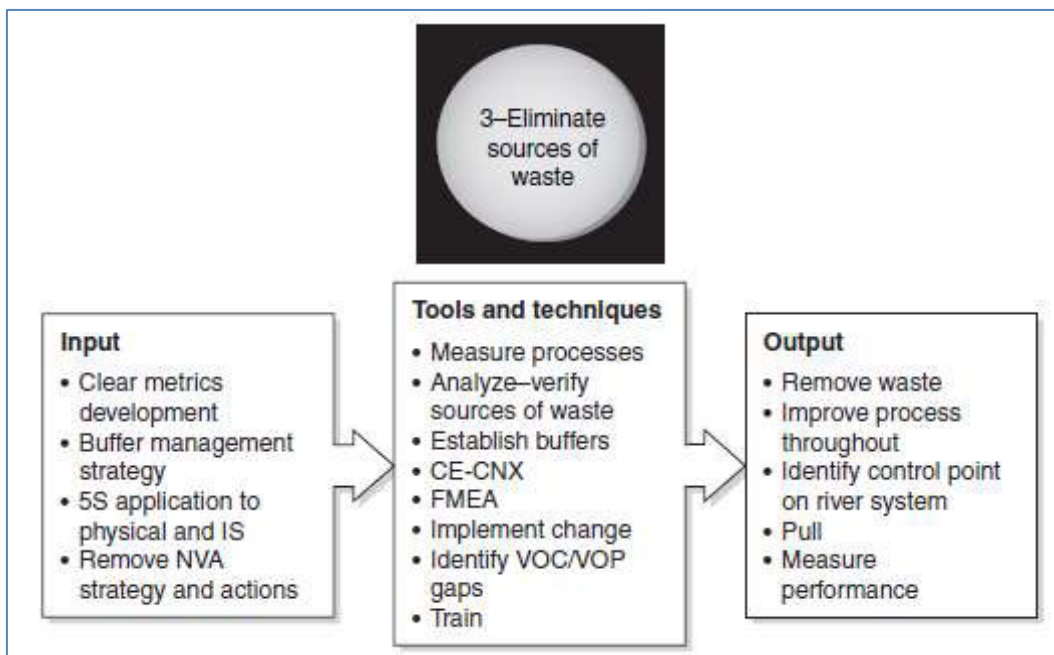 3–Eliminate
sources of
waste
Input
• Clear metrics
development
• Buffer management
strategy
• 5S application to
physical and IS
• Remove NVA
strategy and actions
Tools and techniques
• Measure processes
• Analyze–verify
sources of waste
• Establish buffers
• CE-CNX
• FMEA
• Implement change
• Identify VOC/VOP
gaps
• Train
Output
• Remove waste
• Improve process
throughout
• Identify control point
on river system
• Pull
• Measure
performance